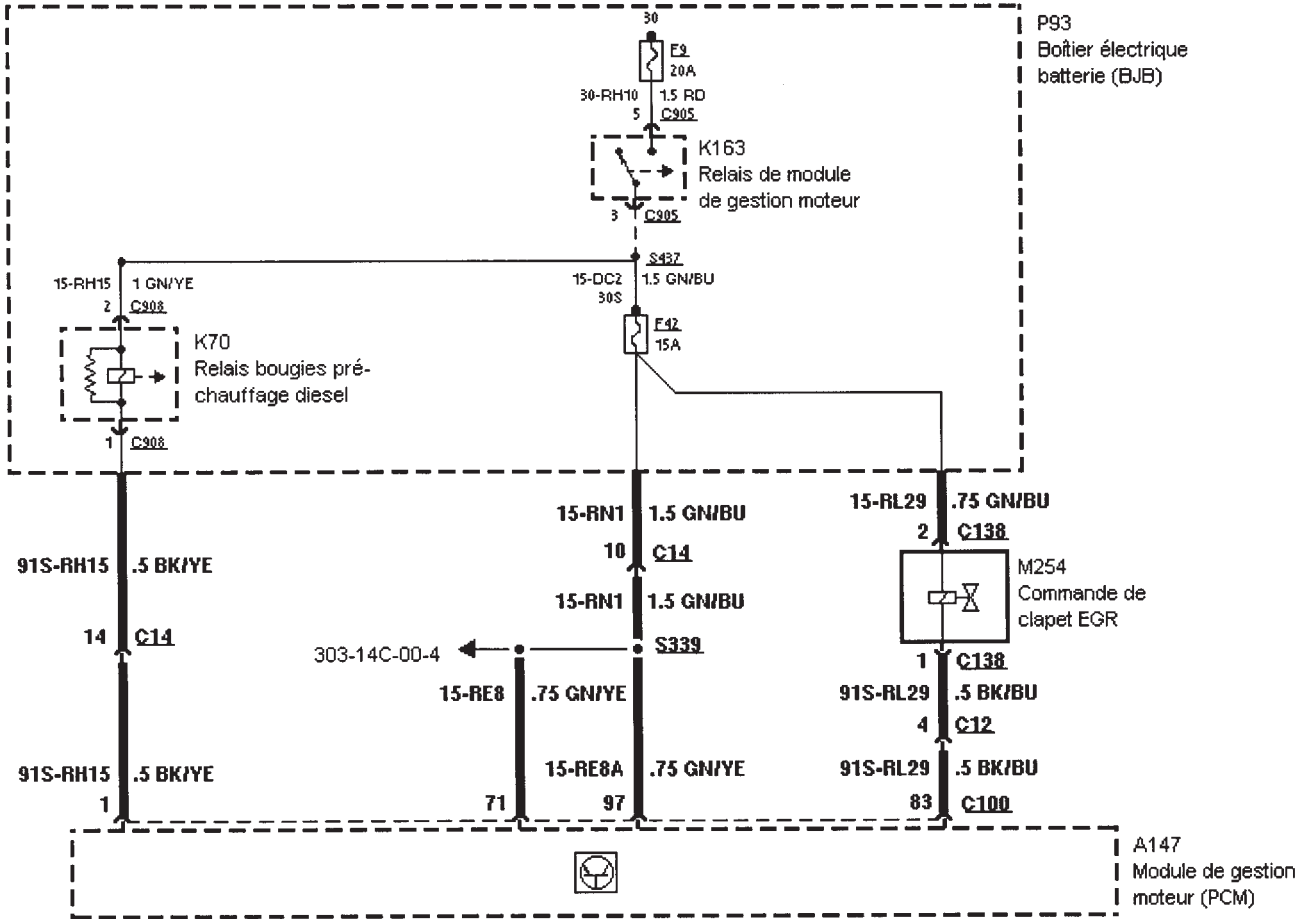 30
P93
Boîtier électrique
batterie (BJB)
F9
20A
30-RH10 1.5 RD
5 C905
K163
Relais de module
de gestion moteur
3 C905
S437
15-DC2 1.5 GN/BU
30S
15-RH15 1 GN/YE
2 C908
F42
15A
K70
Relais bougies pré-
chauffage diesel
1 C908
15-RN1 1.5 GN/BU
15-RL29 .75 GN/BU
2 C138
10 C14
91S-RH15 .5 BK/YE
M254
Commande de
clapet EGR
15-RN1 1.5 GN/BU
14 C14
303-14C-00-4
S339
1 C138
15-RE8 .75 GN/YE
91S-RL29 .5 BK/BU
4 C12
91S-RH15 .5 BK/YE
15-RE8A .75 GN/YE
91S-RL29 .5 BK/BU
1
71
97
83 C100
A147
Module de gestion
moteur (PCM)